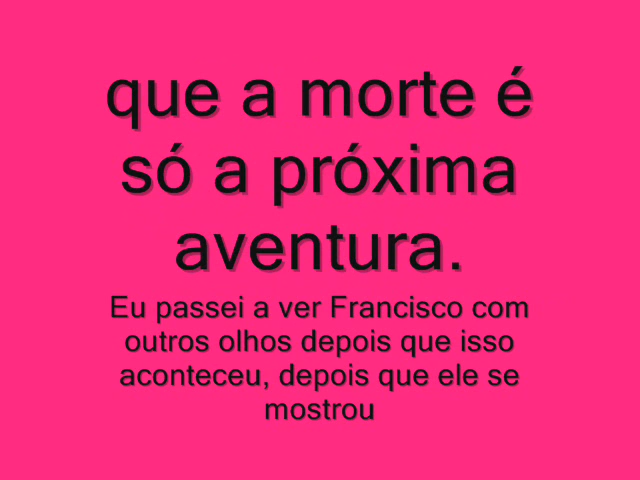 que a morte é
só a próxima
aventura.
Eu passei a ver Francisco com
outros olhos depois que isso
aconteceu, depois que ele se
mostrou